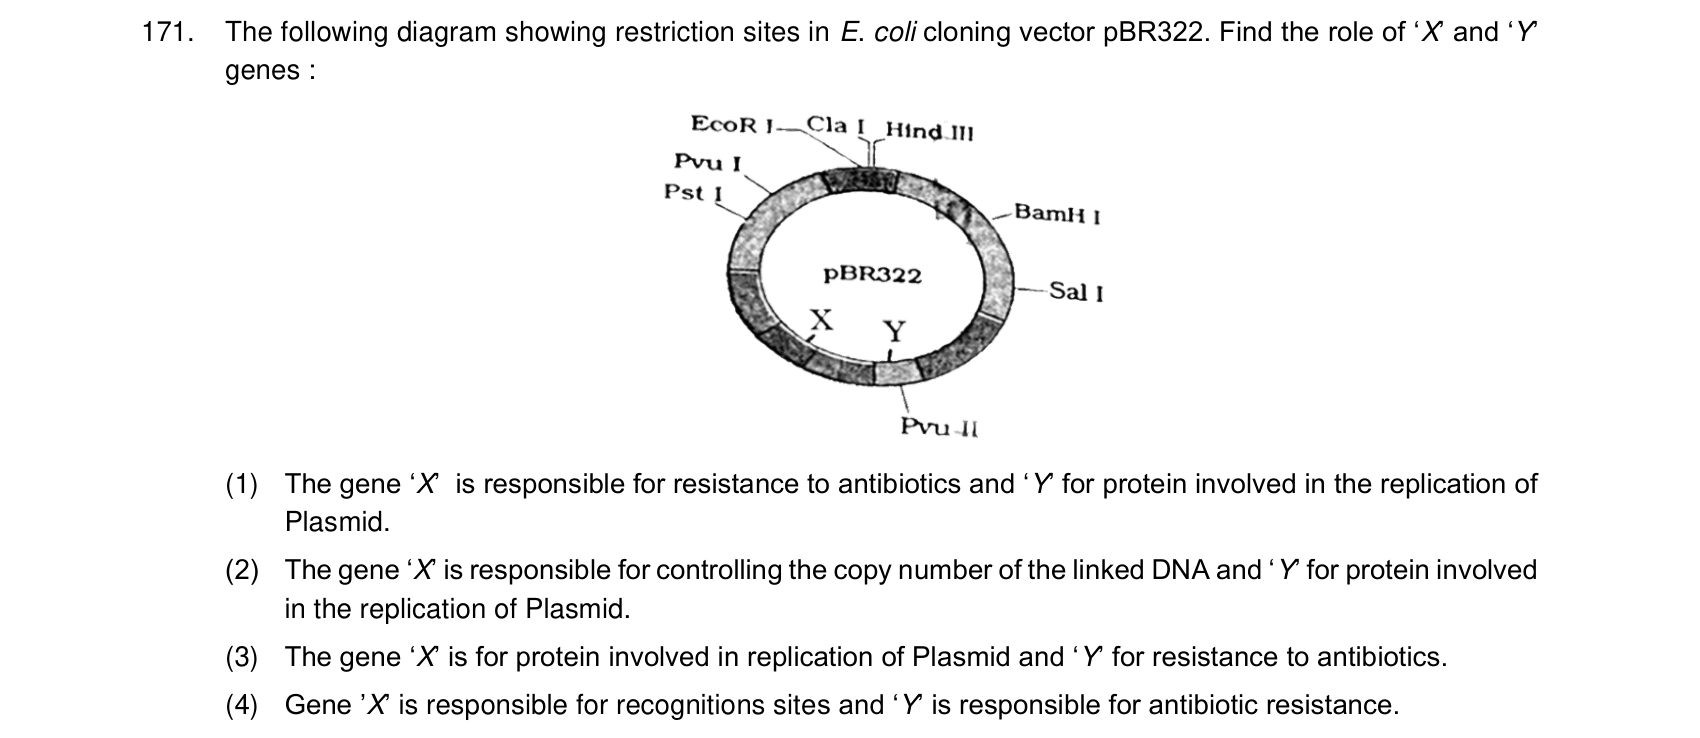 171. The following diagram showing restriction sites in E. coli cloning vector pBR322. Find the role of ‘X’ and ‘Y’
genes :
EcoR I Cla I Hind III
Pvu I
Pst I
BamH I
pBR322
Sal I
X
Y
Pvu II
(1) The gene ‘X’ is responsible for resistance to antibiotics and ‘Y’ for protein involved in the replication of
Plasmid.
(2) The gene ‘X’ is responsible for controlling the copy number of the linked DNA and ‘Y’ for protein involved
in the replication of Plasmid.
(3) The gene ‘X’ is for protein involved in replication of Plasmid and ‘Y’ for resistance to antibiotics.
(4) Gene ’X’ is responsible for recognitions sites and ‘Y’ is responsible for antibiotic resistance.